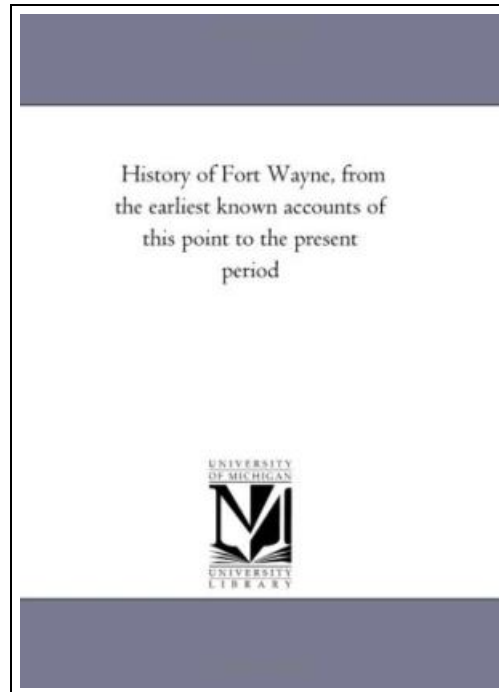 History of Fort Wayne, from
the earliest known accounts of
this point to the present
period
UNIVERSITY
OF MICHIGAN
UNIVERSITY
LIBRARY